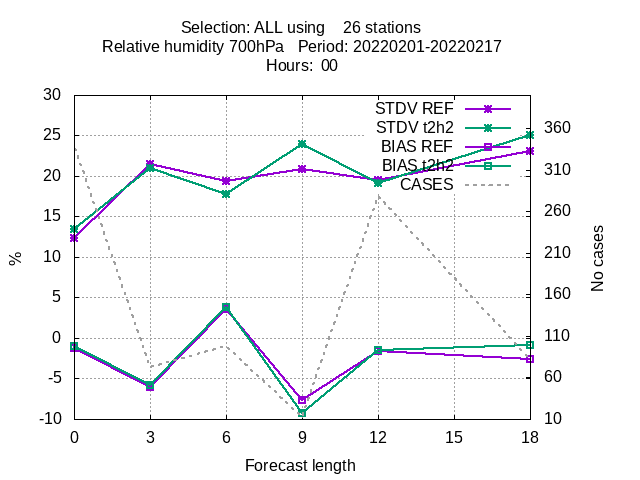 Selection: ALL using    26 stations
Relative humidity 700hPa   Period: 20220201-20220217
Hours:  00
30
25
20
15
10
5
0
-5
-10
%
STDV REF
STDV t2h2
BIAS REF
BIAS t2h2
CASES
360
310
260
210
160
110
60
10
No cases
0 3 6 9 12 15 18
Forecast length